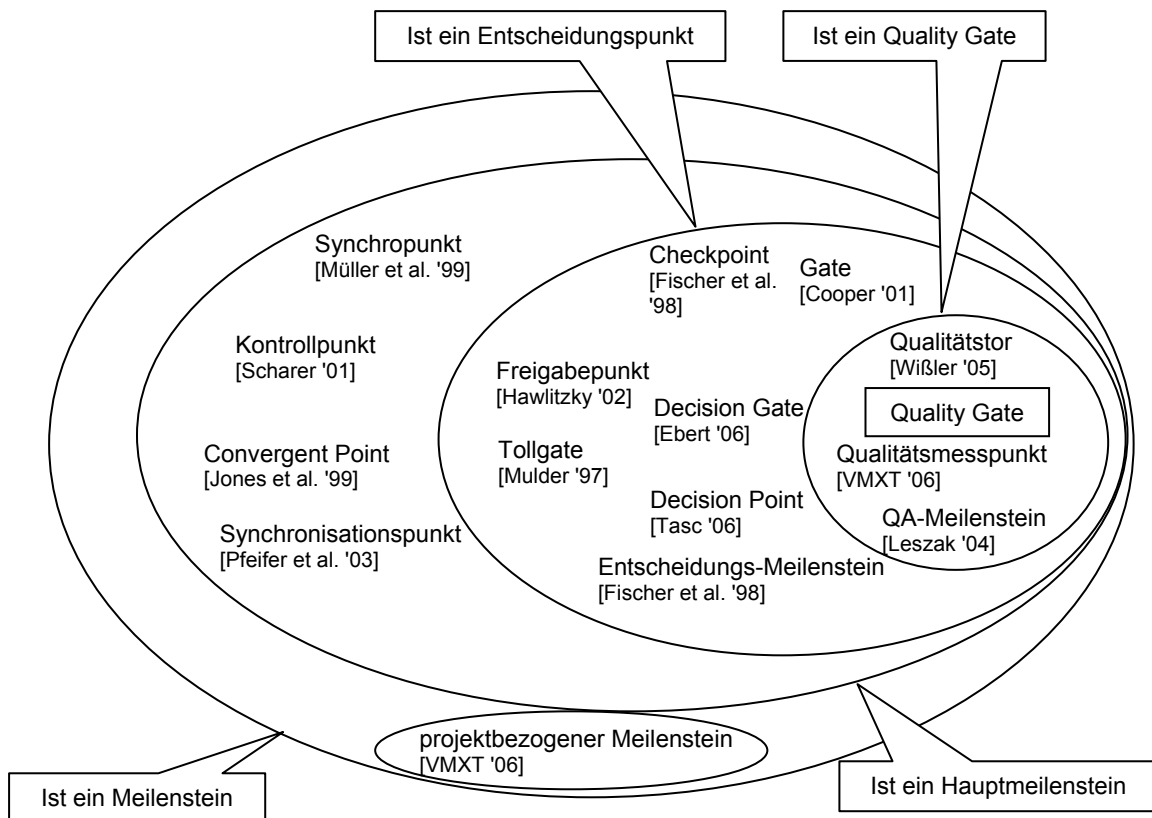 Ist ein Entscheidungspunkt
Ist ein Quality Gate
Synchropunkt
[Müller et al. '99]
Checkpoint
[Fischer et al.
'98]
Gate
[Cooper '01]
Kontrollpunkt
[Scharer '01]
Qualitätstor
[Wißler '05]
Freigabepunkt
[Hawlitzky '02]
Decision Gate
[Ebert '06]
Quality Gate
Convergent Point
[Jones et al. '99]
Tollgate
[Mulder '97]
Qualitätsmesspunkt
[VMXT '06]
Decision Point
[Tasc '06]
QA-Meilenstein
[Leszak '04]
Synchronisationspunkt
[Pfeifer et al. '03]
Entscheidungs-Meilenstein
[Fischer et al. '98]
projektbezogener Meilenstein
[VMXT '06]
Ist ein Meilenstein
Ist ein Hauptmeilenstein